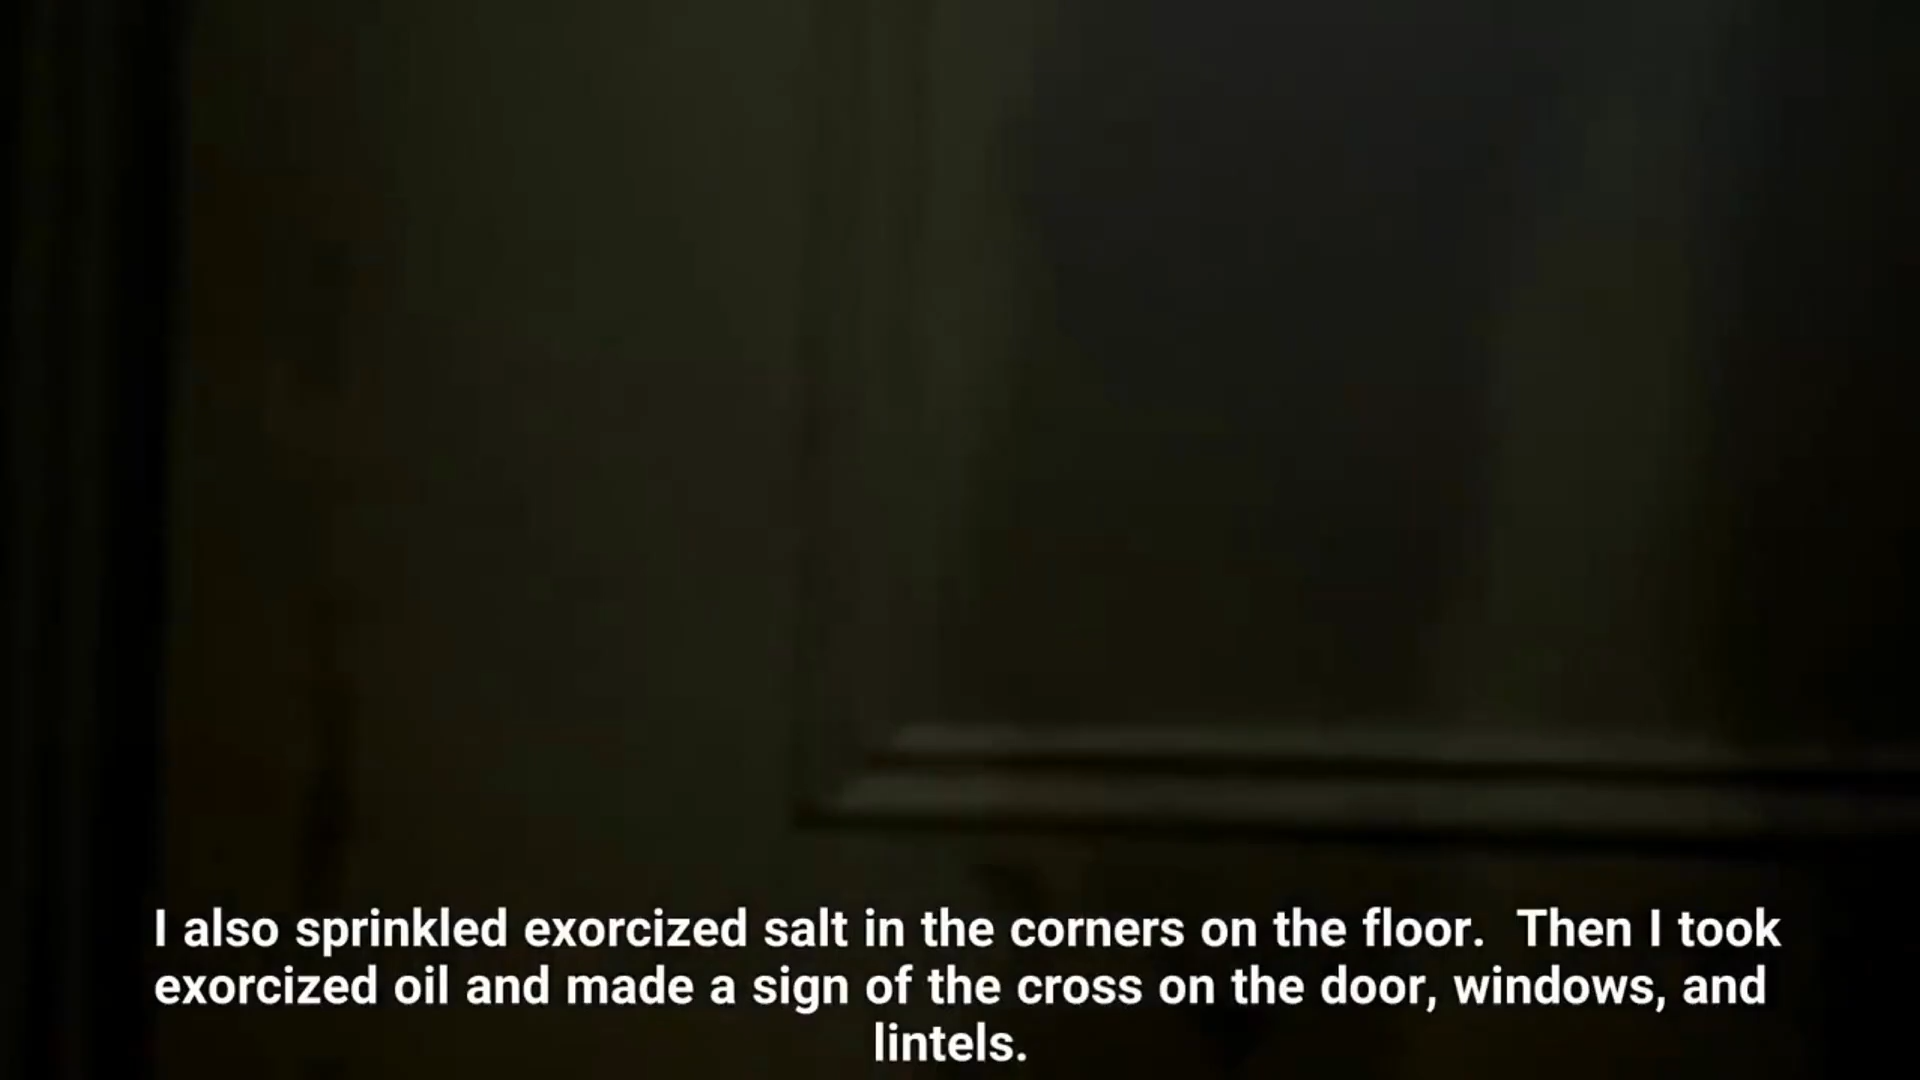 I also sprinkled exorcized salt in the corners on the floor.  Then I took
exorcized oil and made a sign of the cross on the door, windows, and
lintels.